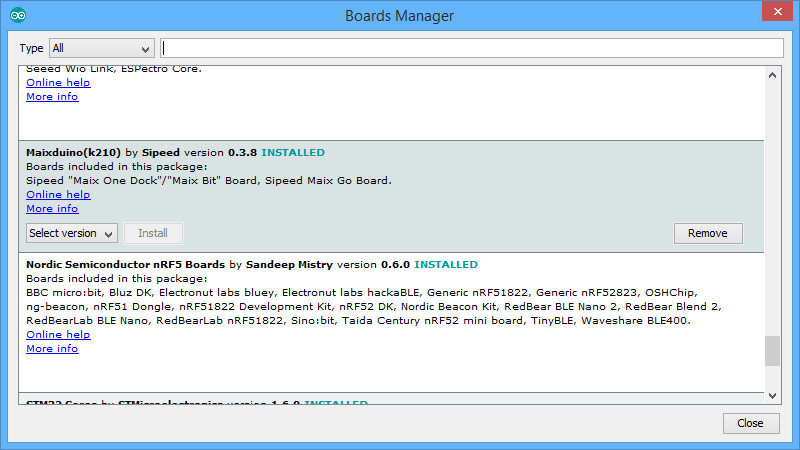 Boards Manager
Type All
Seeed Wio Link, ESPectro Core.
Online help
More info
Maixduino(k210) by Sipeed version 0.3.8 INSTALLED
Boards included in this package:
Sipeed "Maix One Dock"/"Maix Bit" Board, Sipeed Maix Go Board.
Online help
More info
Select version Install Remove
Nordic Semiconductor nRF5 Boards by Sandeep Mistry version 0.6.0 INSTALLED
Boards included in this package:
BBC micro:bit, Bluz DK, Electronut labs bluey, Electronut labs hackaBLE, Generic nRF51822, Generic nRF52823, OSHChip,
ng-beacon, nRF51 Dongle, nRF51822 Development Kit, nRF52 DK, Nordic Beacon Kit, RedBear BLE Nano 2, RedBear Blend 2,
RedBearLab BLE Nano, RedBearLab nRF51822, Sino:bit, Taida Century nRF52 mini board, TinyBLE, Waveshare BLE400.
Online help
More info
STM32 Cores by STMicroelectronics version 1.6.0 INSTALLED
Close